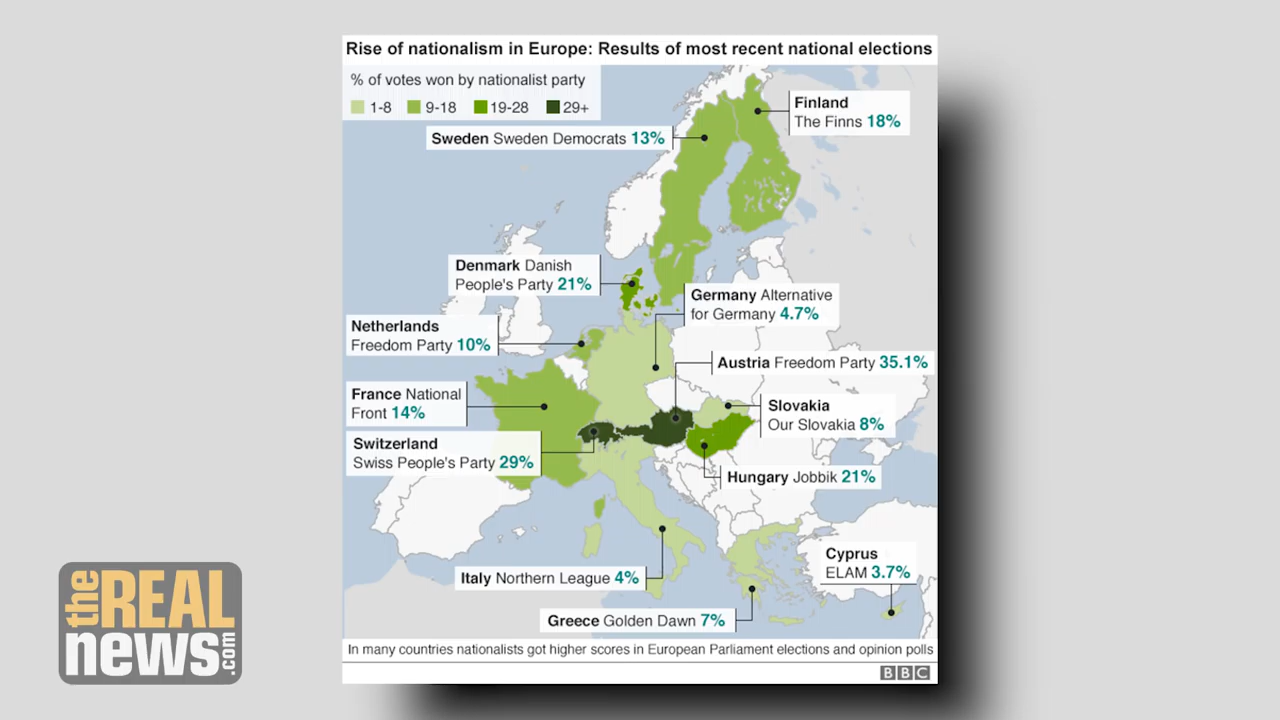 Rise of nationalism in Europe: Results of most recent national elections
% of votes won by nationalist party
1-8 9-18 19-28 29+
Finland
The Finns 18%
Sweden Sweden Democrats 13%
Denmark Danish
People's Party 21%
Germany Alternative
for Germany 4.7%
Netherlands
Freedom Party 10%
Austria Freedom Party 35.1%
France National
Front 14%
Slovakia
Our Slovakia 8%
Switzerland
Swiss People's Party 29%
Hungary Jobbik 21%
Cyprus
ELAM 3.7%
Italy Northern League 4%
Greece Golden Dawn 7%
In many countries nationalists got higher scores in European Parliament elections and opinion polls
BBC
the REAL
news.com